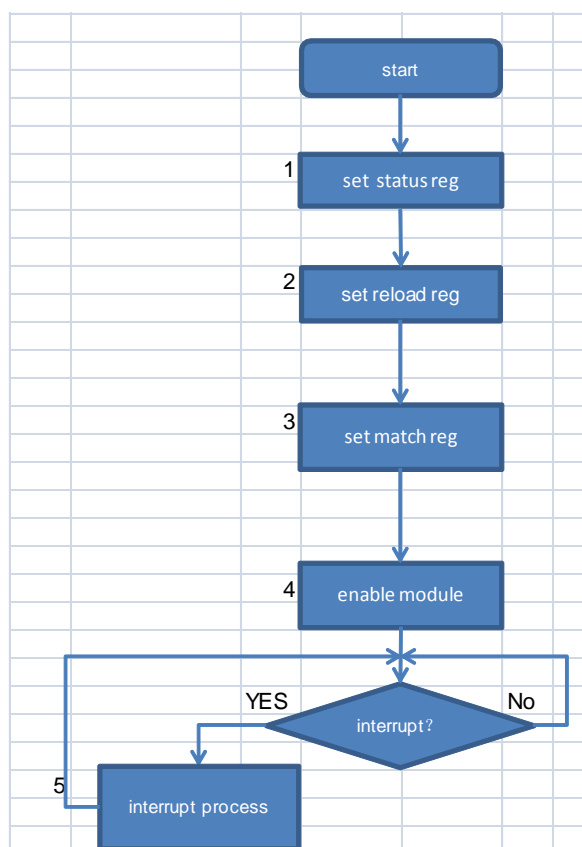 start
1
set status reg
2
set reload reg
3
set match reg
4
enable module
YES
No
interrupt？
5
interrupt process